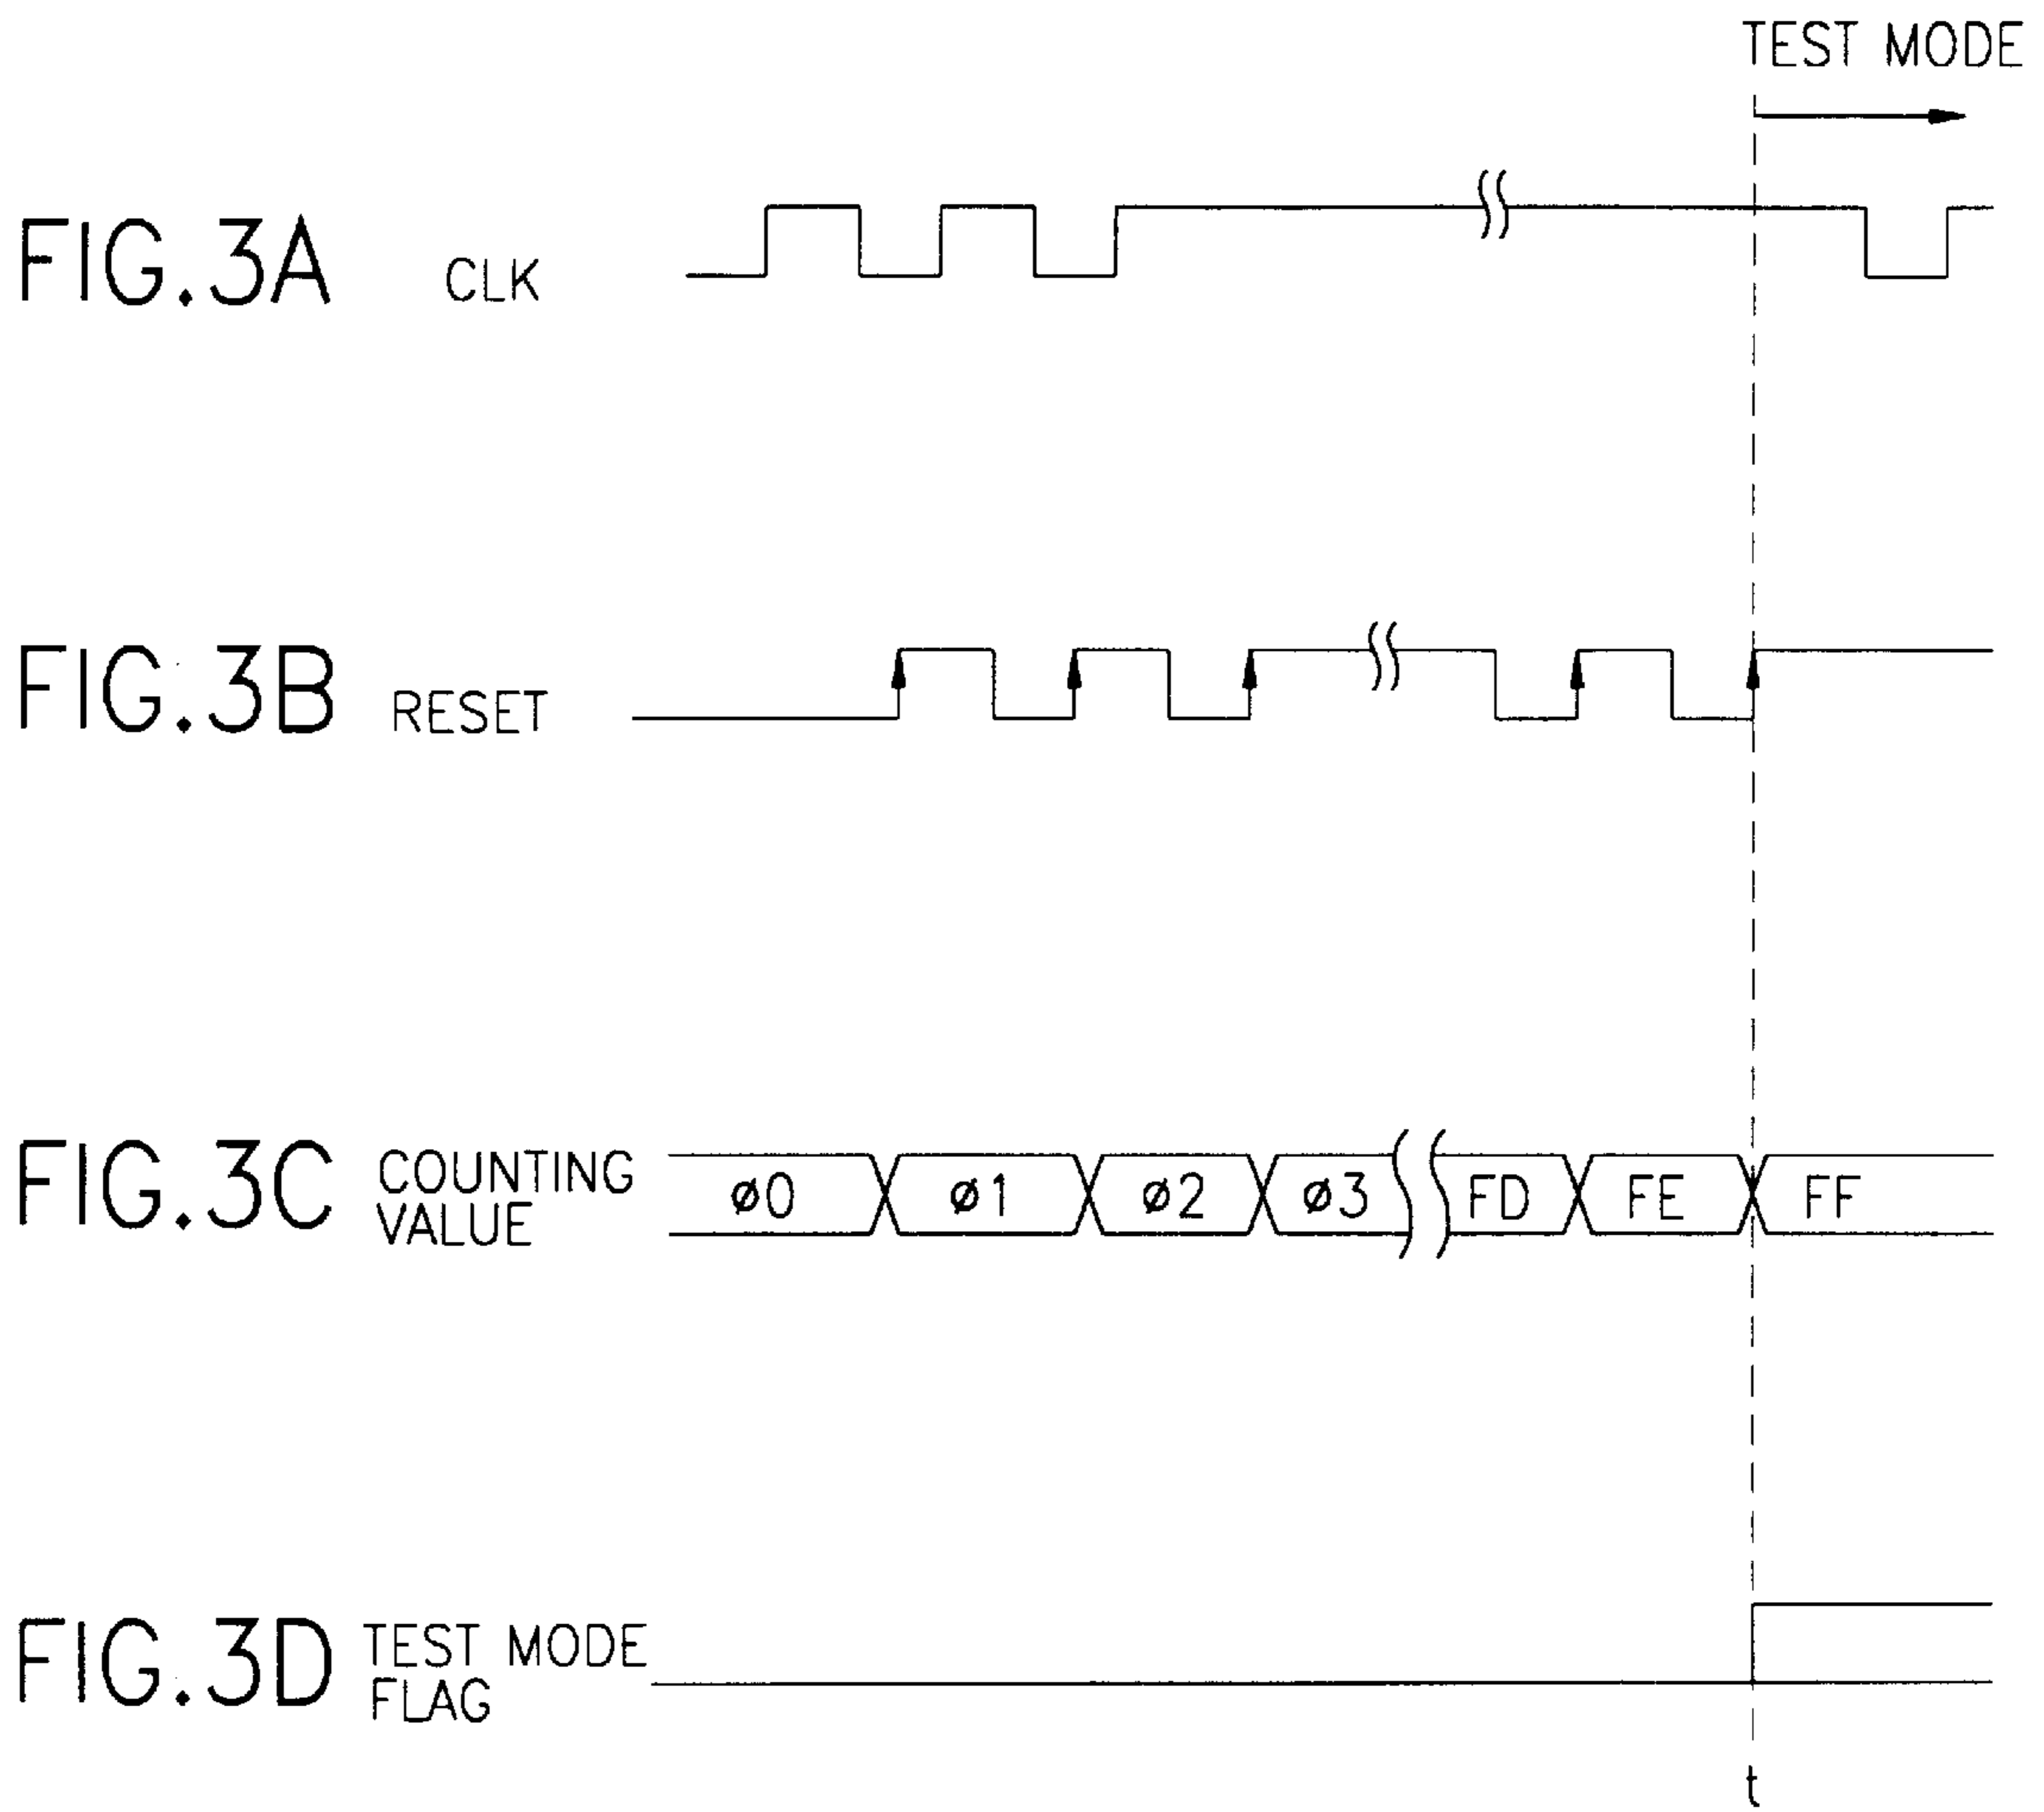 TEST MODE
FIG.3A CLK
FIG.3B RESET
FIG.3C COUNTING VALUE
ø0 ø1 ø2 ø3 FD FE FF
FIG.3D TEST MODE FLAG
t